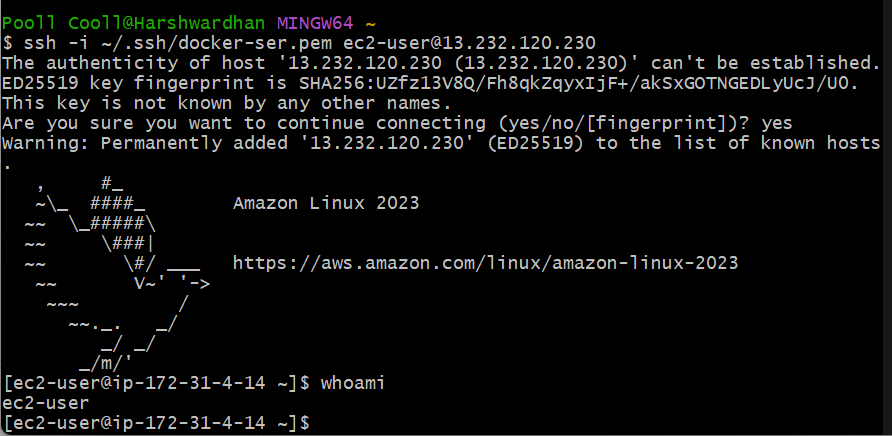 Pooll Cooll@Harshwardhan MINGW64 ~
$ ssh -i ~/.ssh/docker-ser.pem ec2-user@13.232.120.230
The authenticity of host '13.232.120.230 (13.232.120.230)' can't be established.
ED25519 key fingerprint is SHA256:UZfz13V8Q/Fh8qkZqyxIjF+/akSxGOTNGEDLyUcJ/U0.
This key is not known by any other names.
Are you sure you want to continue connecting (yes/no/[fingerprint])? yes
Warning: Permanently added '13.232.120.230' (ED25519) to the list of known hosts
.
   ,     #_
   ~\_  ####_        Amazon Linux 2023
  ~~  \_#####\
  ~~     \###|
  ~~       \#/ ___   https://aws.amazon.com/linux/amazon-linux-2023
   ~~       V~' '->
    ~~~         /
      ~~._.   _/
         _/ _/
       _/m/'
[ec2-user@ip-172-31-4-14 ~]$ whoami
ec2-user
[ec2-user@ip-172-31-4-14 ~]$